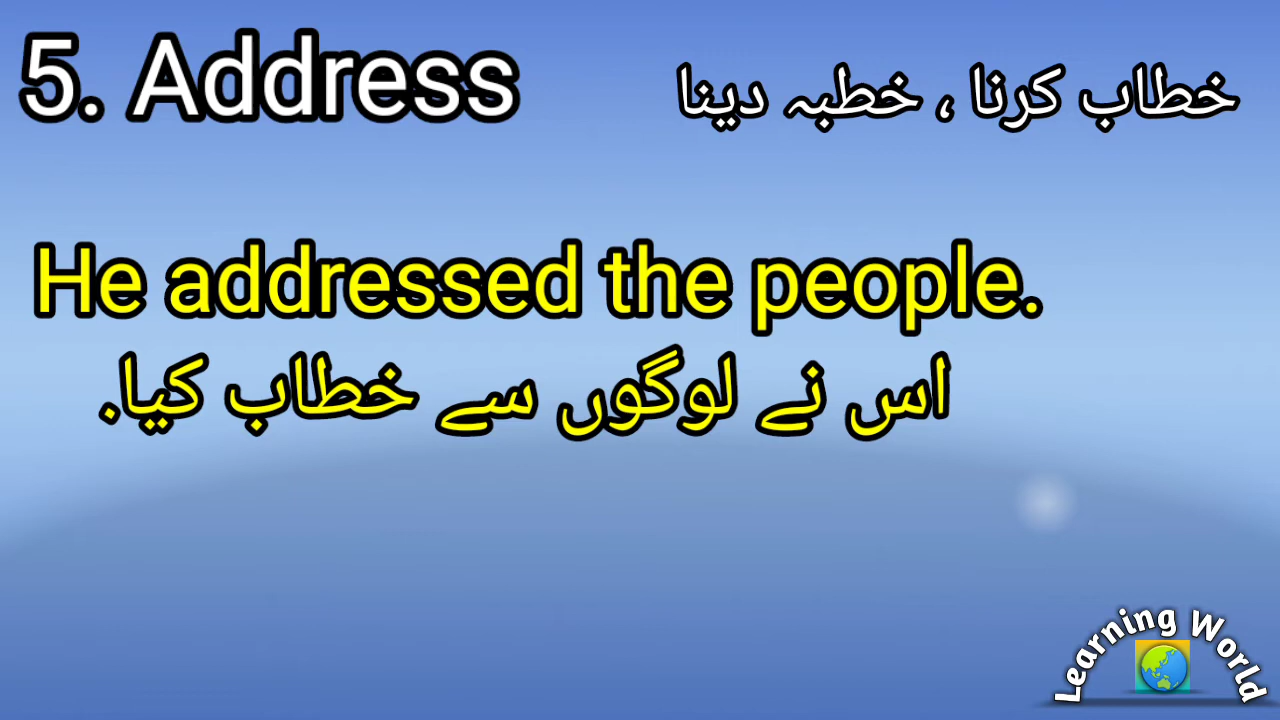 5. Address خطاب کرنا ، خطبہ دینا
He addressed the people.
اس نے لوگوں سے خطاب کیا.
Learning World